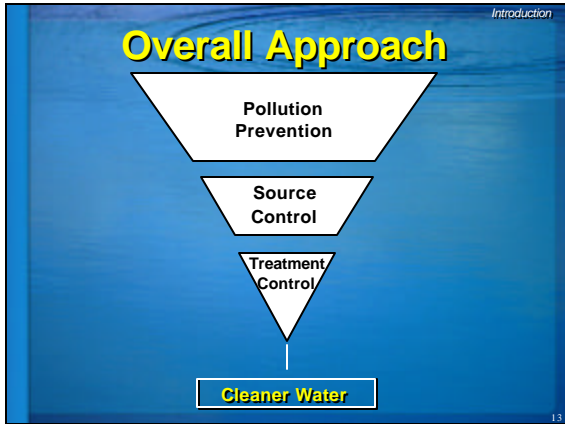 Introduction
Overall Approach
Pollution
Prevention
Source
Control
Treatment
Control
Cleaner Water
13